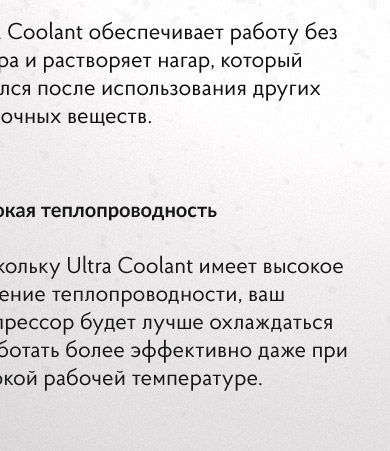 Coolant обеспечивает работу без
ра и растворяет нагар, который
лся после использования других
очных веществ.
окая теплопроводность
кольку Ultra Coolant имеет высокое
ение теплопроводности, ваш
прессор будет лучше охлаждаться
ботать более эффективно даже при
окой рабочей температуре.